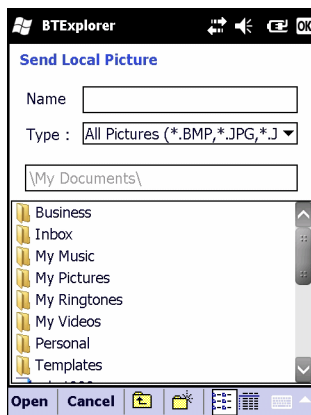 BTExplorer OK
Send Local Picture
Name
Type : All Pictures (*.BMP,*.JPG,*.J
\My Documents\
Business
Inbox
My Music
My Pictures
My Ringtones
My Videos
Personal
Templates
Open Cancel